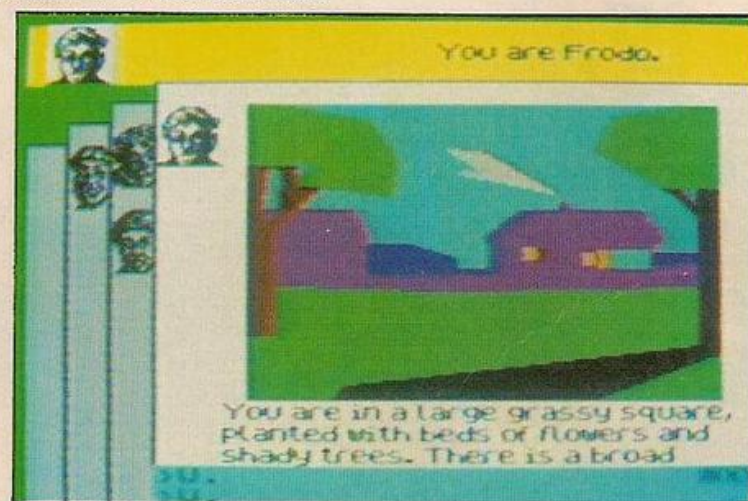 You are Frodo.
You are in a large grassy square,
planted with beds of flowers and
shady trees. There is a broad
>U.
>U.